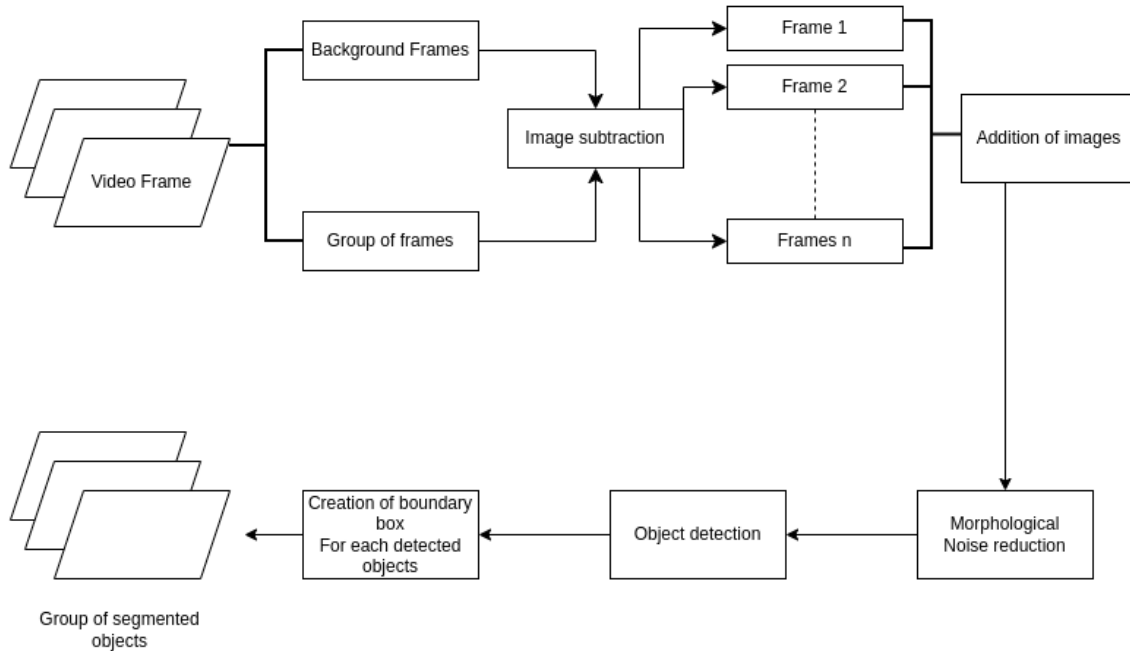 Video Frame
Background Frames
Group of frames
Image subtraction
Frame 1
Frame 2
Frames n
Addition of images
Morphological
Noise reduction
Object detection
Creation of boundary
box
For each detected
objects
Group of segmented
objects